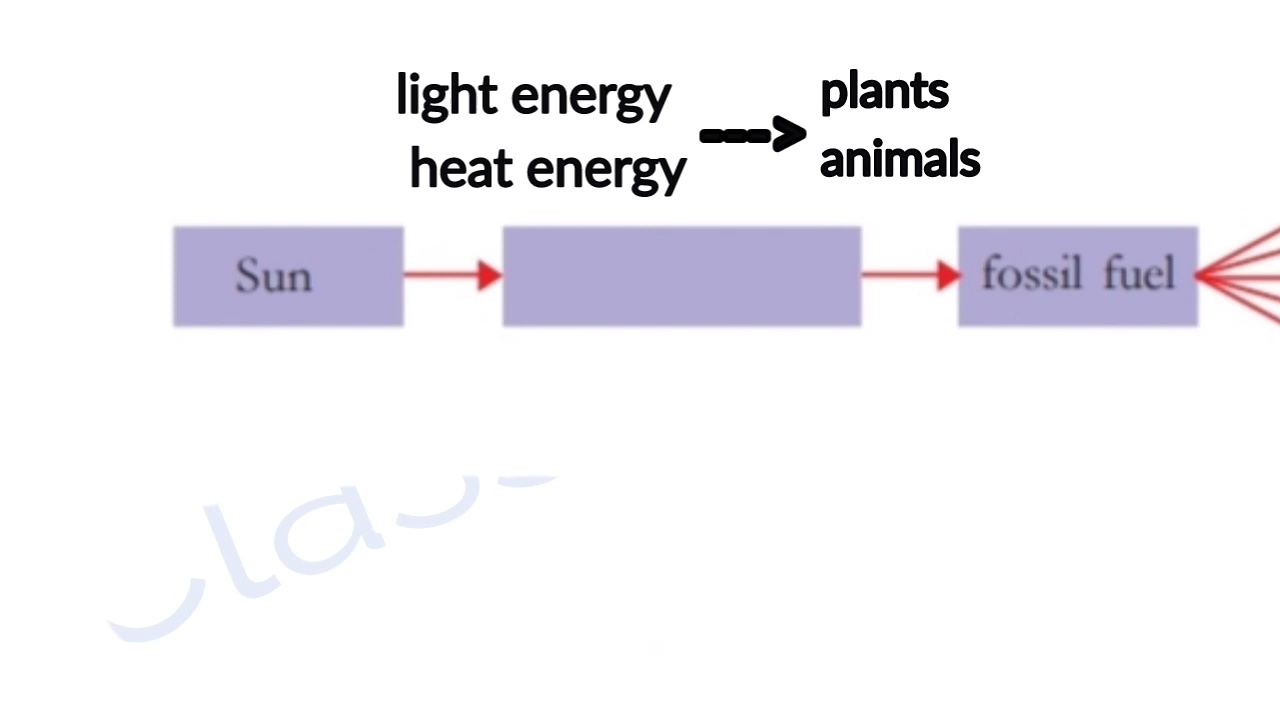 light energy
heat energy
--->
plants
animals
Sun
fossil fuel